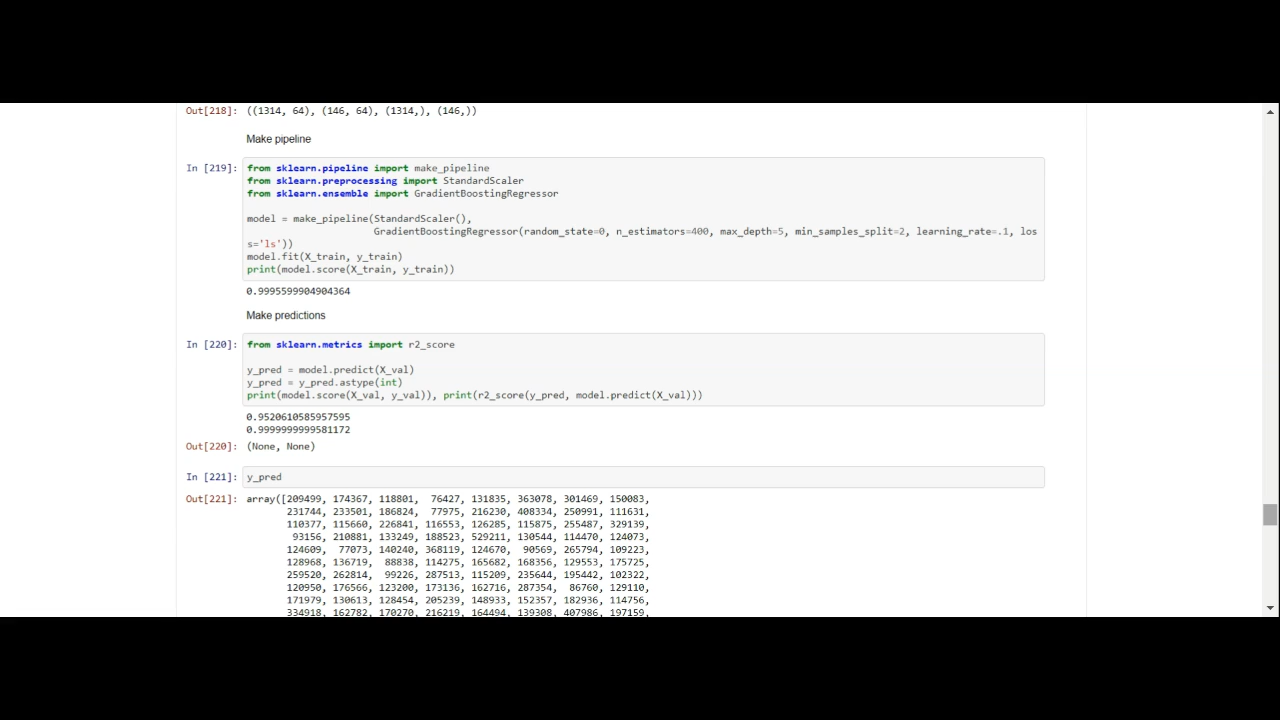 Out[218]: ((1314, 64), (146, 64), (1314,), (146,))
Make pipeline
In [219]: from sklearn.pipeline import make_pipeline
from sklearn.preprocessing import StandardScaler
from sklearn.ensemble import GradientBoostingRegressor
model = make_pipeline(StandardScaler(),
GradientBoostingRegressor(random_state=0, n_estimators=400, max_depth=5, min_samples_split=2, learning_rate=.1, los
s='ls'))
model.fit(X_train, y_train)
print(model.score(X_train, y_train))
0.9995599904904364
Make predictions
In [220]: from sklearn.metrics import r2_score
y_pred = model.predict(X_val)
y_pred = y_pred.astype(int)
print(model.score(X_val, y_val)), print(r2_score(y_pred, model.predict(X_val)))
0.9520610585957595
0.9999999999581172
Out[220]: (None, None)
In [221]: y_pred
Out[221]: array([209499, 174367, 118801, 76427, 131835, 363078, 301469, 150083,
231744, 233501, 186824, 77975, 216230, 408334, 250991, 111631,
110377, 115660, 226841, 116553, 126285, 115875, 255487, 329139,
93156, 210881, 133249, 188523, 529211, 130544, 114470, 124073,
124609, 77073, 140240, 368119, 124670, 90569, 265794, 109223,
128968, 136719, 88838, 114275, 165682, 168356, 129553, 175725,
259520, 262814, 99226, 287513, 115209, 235644, 195442, 102322,
120950, 176566, 123200, 173136, 162716, 287354, 86760, 129110,
171979, 130613, 128454, 205239, 148933, 152357, 182936, 114756,
334918, 162782, 170270, 216219, 164494, 139308, 407986, 197159,